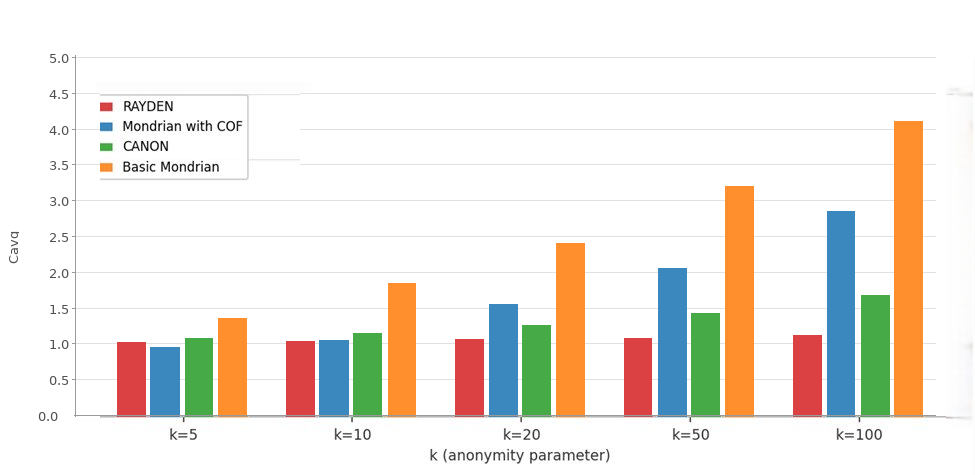 5.0
4.5
4.0
3.5
3.0
2.5
2.0
1.5
1.0
0.5
0.0
Cavg
RAYDEN
Mondrian with COF
CANON
Basic Mondrian
k=5 k=10 k=20 k=50 k=100
k (anonymity parameter)